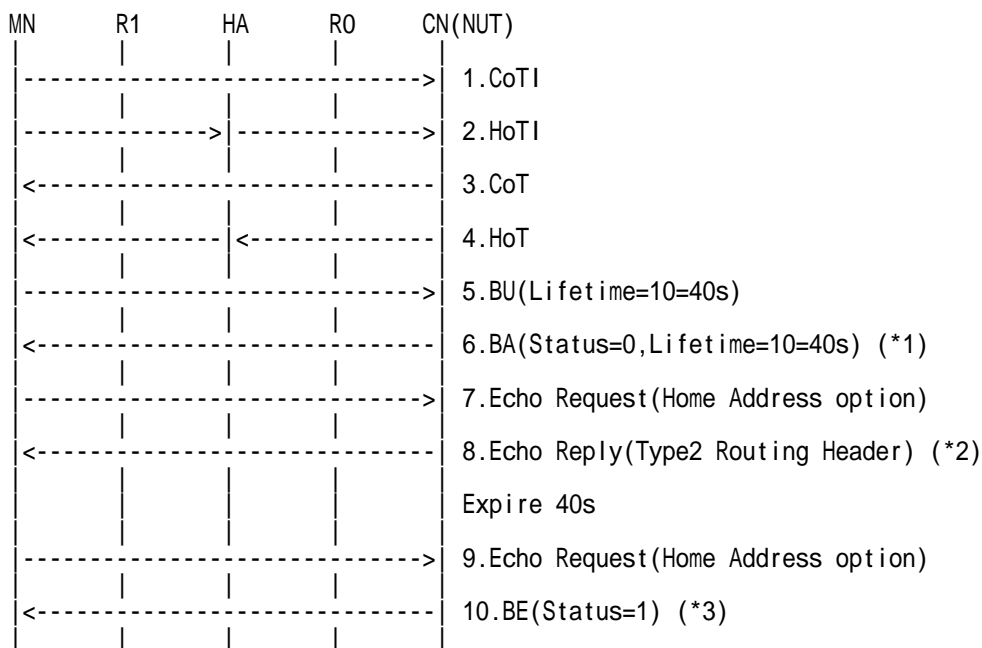 MN R1 HA R0 CN(NUT)
1.CoTI
2.HoTI
3.CoT
4.HoT
5.BU(Lifetime=10=40s)
6.BA(Status=0,Lifetime=10=40s) (*1)
7.Echo Request(Home Address option)
8.Echo Reply(Type2 Routing Header) (*2)
Expire 40s
9.Echo Request(Home Address option)
10.BE(Status=1) (*3)